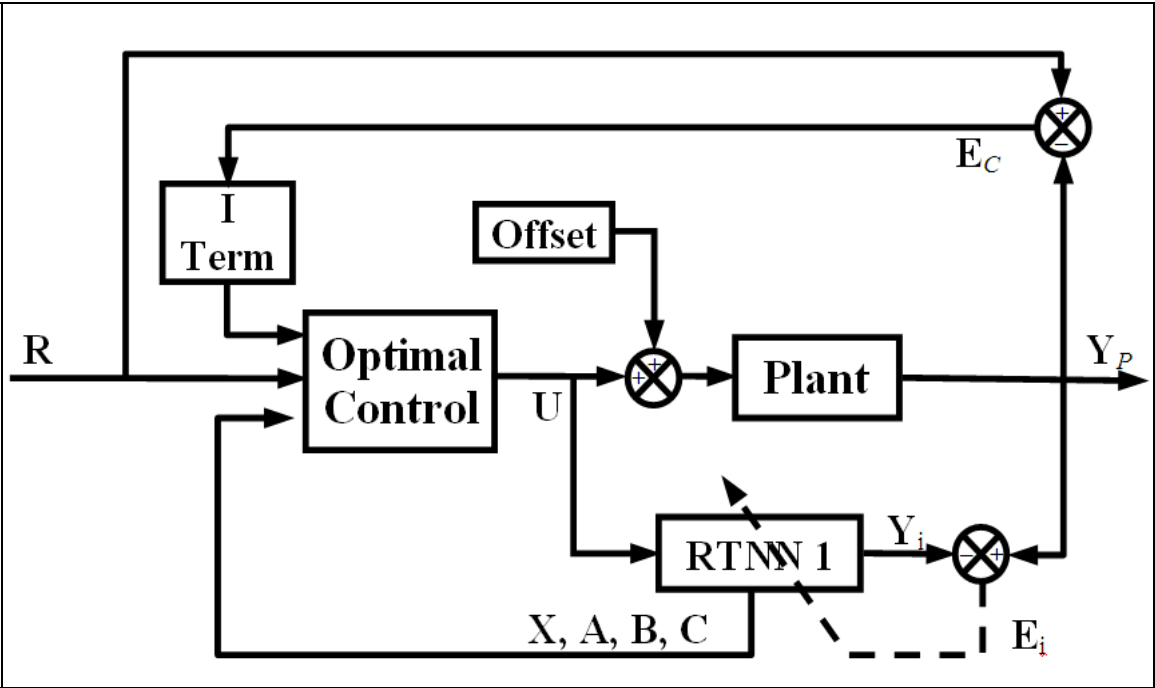 E_C
I
Term
Offset
R
Optimal
Control
U
Plant
Y_P
RTNN 1
Y_i
X, A, B, C
E_i
+
−
+
+
−
+